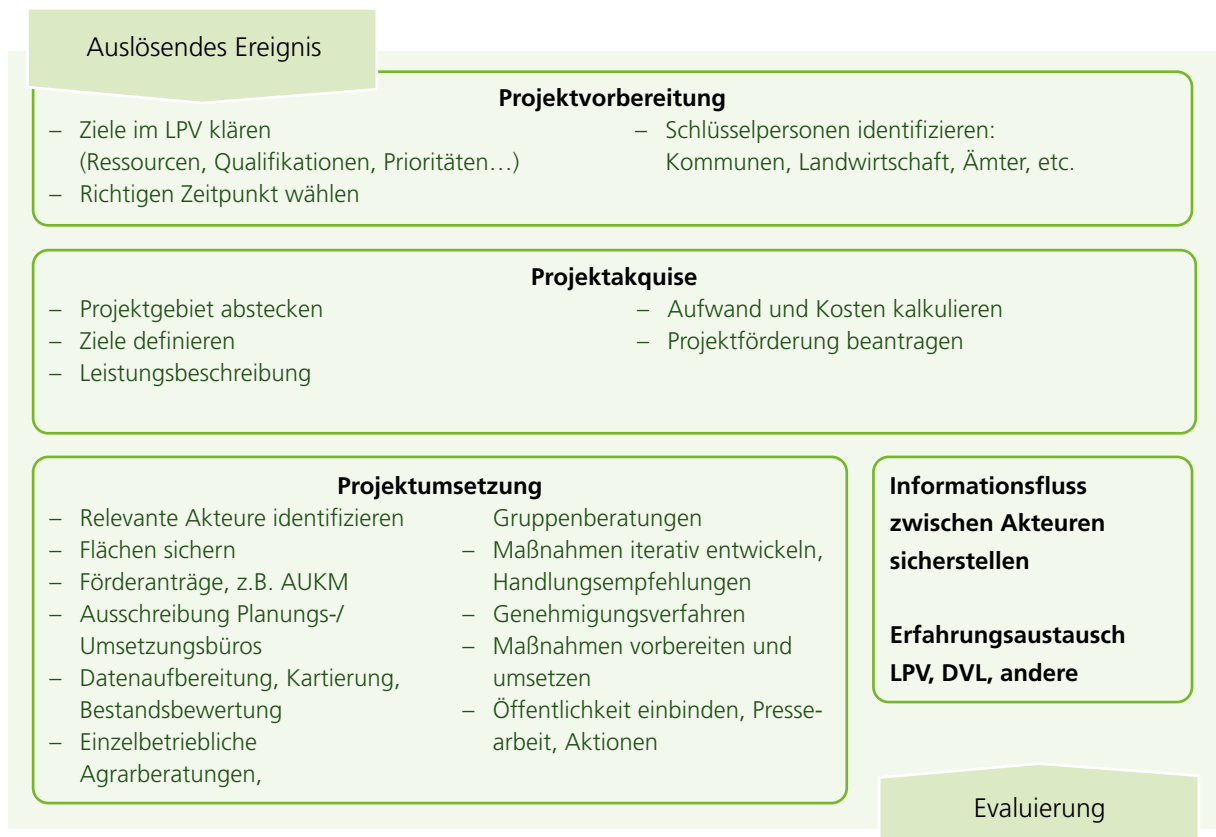 Auslösendes Ereignis
Projektvorbereitung
– Ziele im LPV klären
(Ressourcen, Qualifikationen, Prioritäten…)
– Richtigen Zeitpunkt wählen
– Schlüsselpersonen identifizieren:
Kommunen, Landwirtschaft, Ämter, etc.
Projektakquise
– Projektgebiet abstecken
– Ziele definieren
– Leistungsbeschreibung
– Aufwand und Kosten kalkulieren
– Projektförderung beantragen
Projektumsetzung
– Relevante Akteure identifizieren
– Flächen sichern
– Förderanträge, z.B. AUKM
– Ausschreibung Planungs-/
Umsetzungsbüros
– Datenaufbereitung, Kartierung,
Bestandsbewertung
– Einzelbetriebliche
Agrarberatungen,
Gruppenberatungen
– Maßnahmen iterativ entwickeln,
Handlungsempfehlungen
– Genehmigungsverfahren
– Maßnahmen vorbereiten und
umsetzen
– Öffentlichkeit einbinden, Presse-
arbeit, Aktionen
Informationsfluss
zwischen Akteuren
sicherstellen
Erfahrungsaustausch
LPV, DVL, andere
Evaluierung